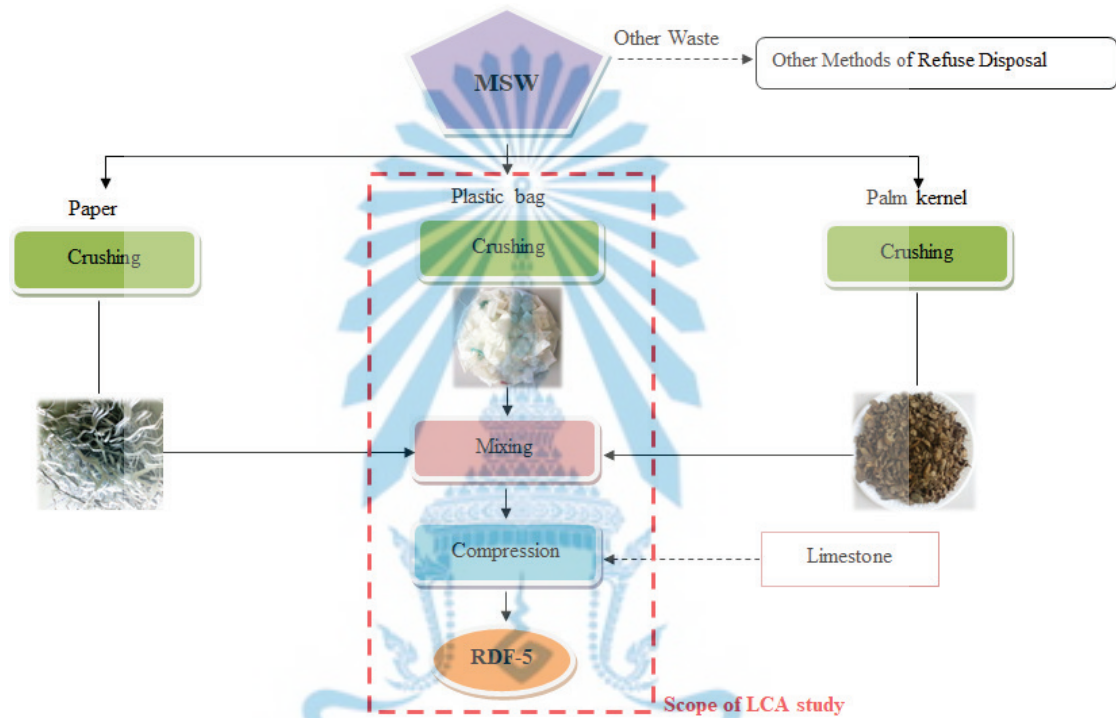 Other Waste
MSW
Other Methods of Refuse Disposal
Paper
Plastic bag
Palm kernel
Crushing
Crushing
Crushing
Mixing
Compression
Limestone
RDF-5
Scope of LCA study